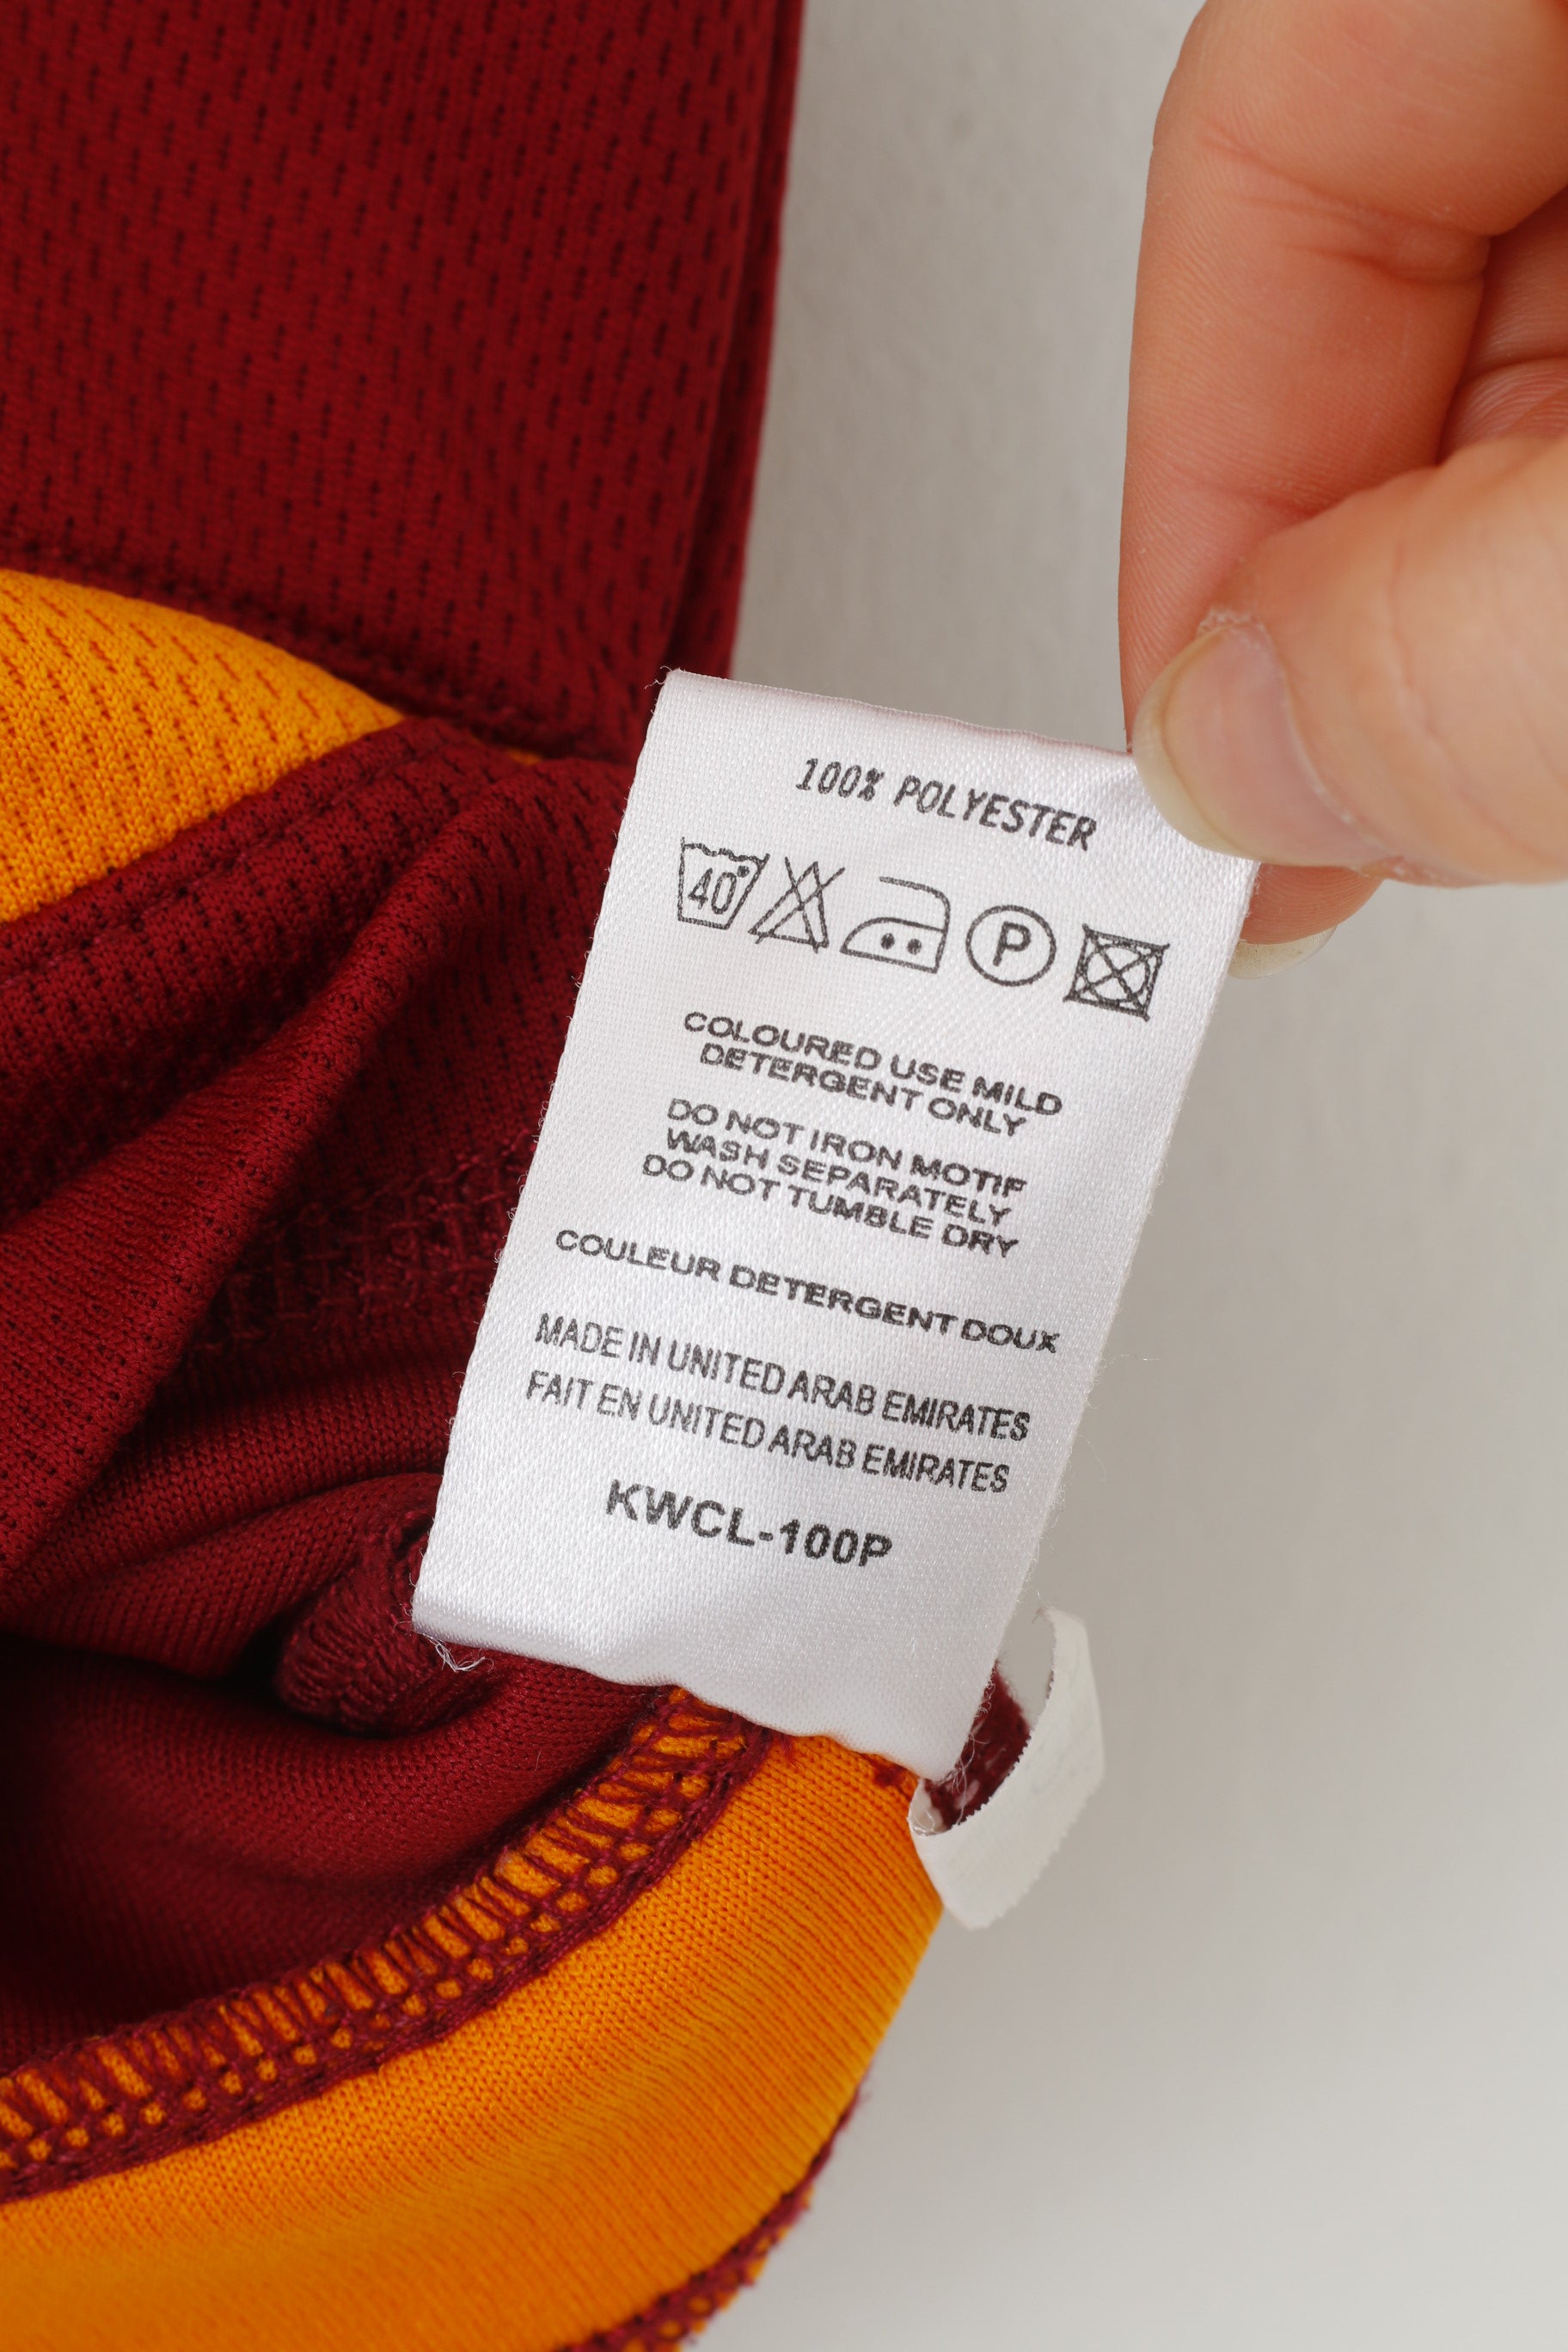 100% POLYESTER
40° P
COLOURED USE MILD
DETERGENT ONLY
DO NOT IRON MOTIF
WASH SEPARATELY
DO NOT TUMBLE DRY
COULEUR DETERGENT DOUX
MADE IN UNITED ARAB EMIRATES
FAIT EN UNITED ARAB EMIRATES
KWCL-100P